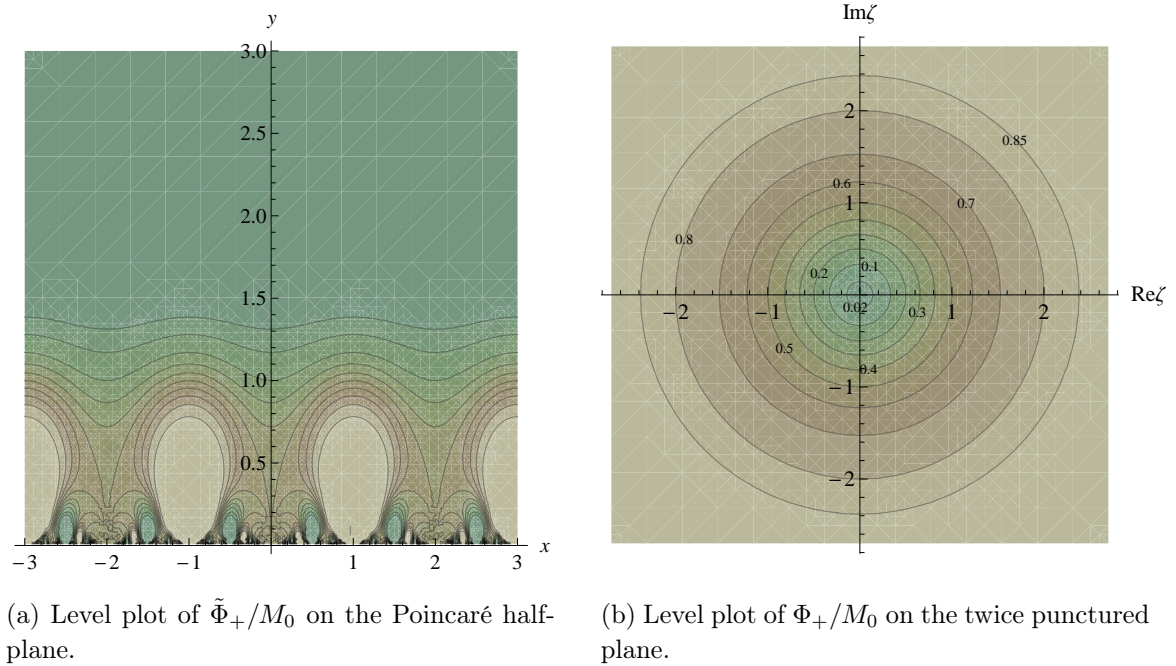 y
3.0
2.5
2.0
1.5
1.0
0.5
−3 −2 −1 1 2 3 x
Imζ
2
0.85
0.6
1
0.7
0.8
0.2 0.1
Reζ
−2 −1 1 2
0.02 0.3
0.5
0.4
−1
−2
(a) Level plot of Φ̃₊/M₀ on the Poincaré half-
plane.
(b) Level plot of Φ₊/M₀ on the twice punctured
plane.